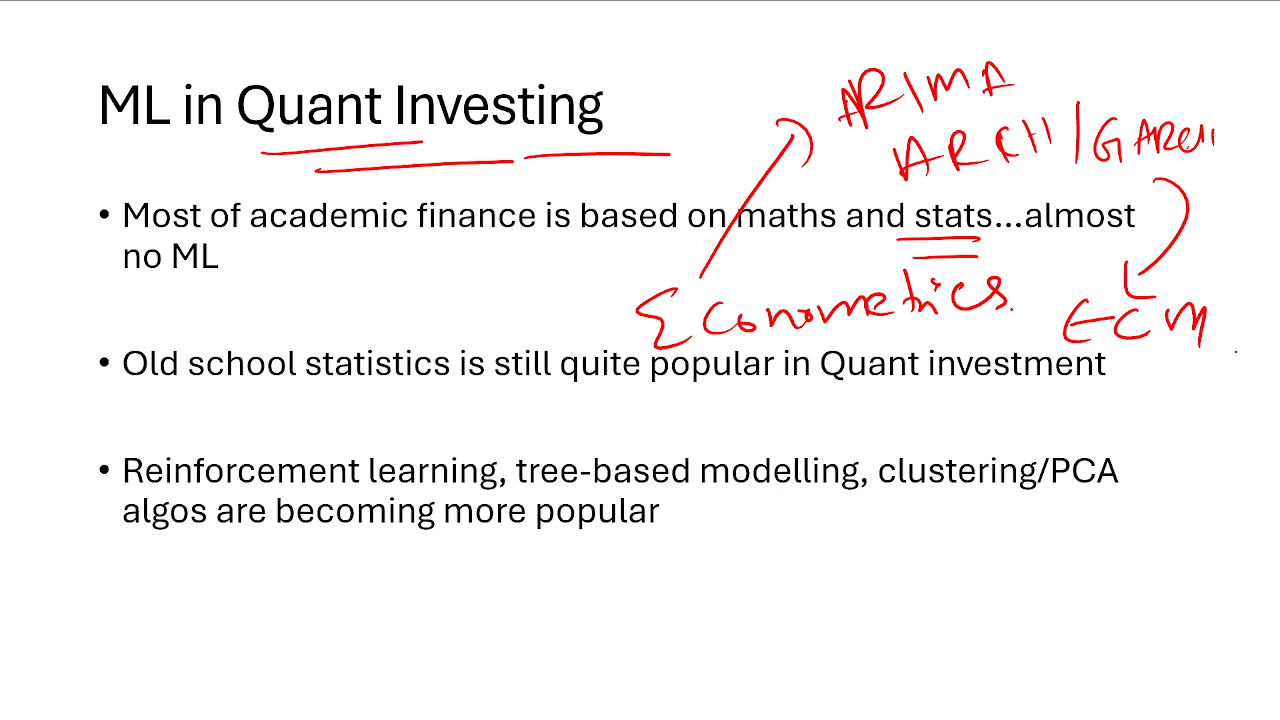 ML in Quant Investing
ARIMA
ARCH/GARCH
• Most of academic finance is based on maths and stats...almost
no ML
Econometrics
ECM
• Old school statistics is still quite popular in Quant investment
• Reinforcement learning, tree-based modelling, clustering/PCA
algos are becoming more popular